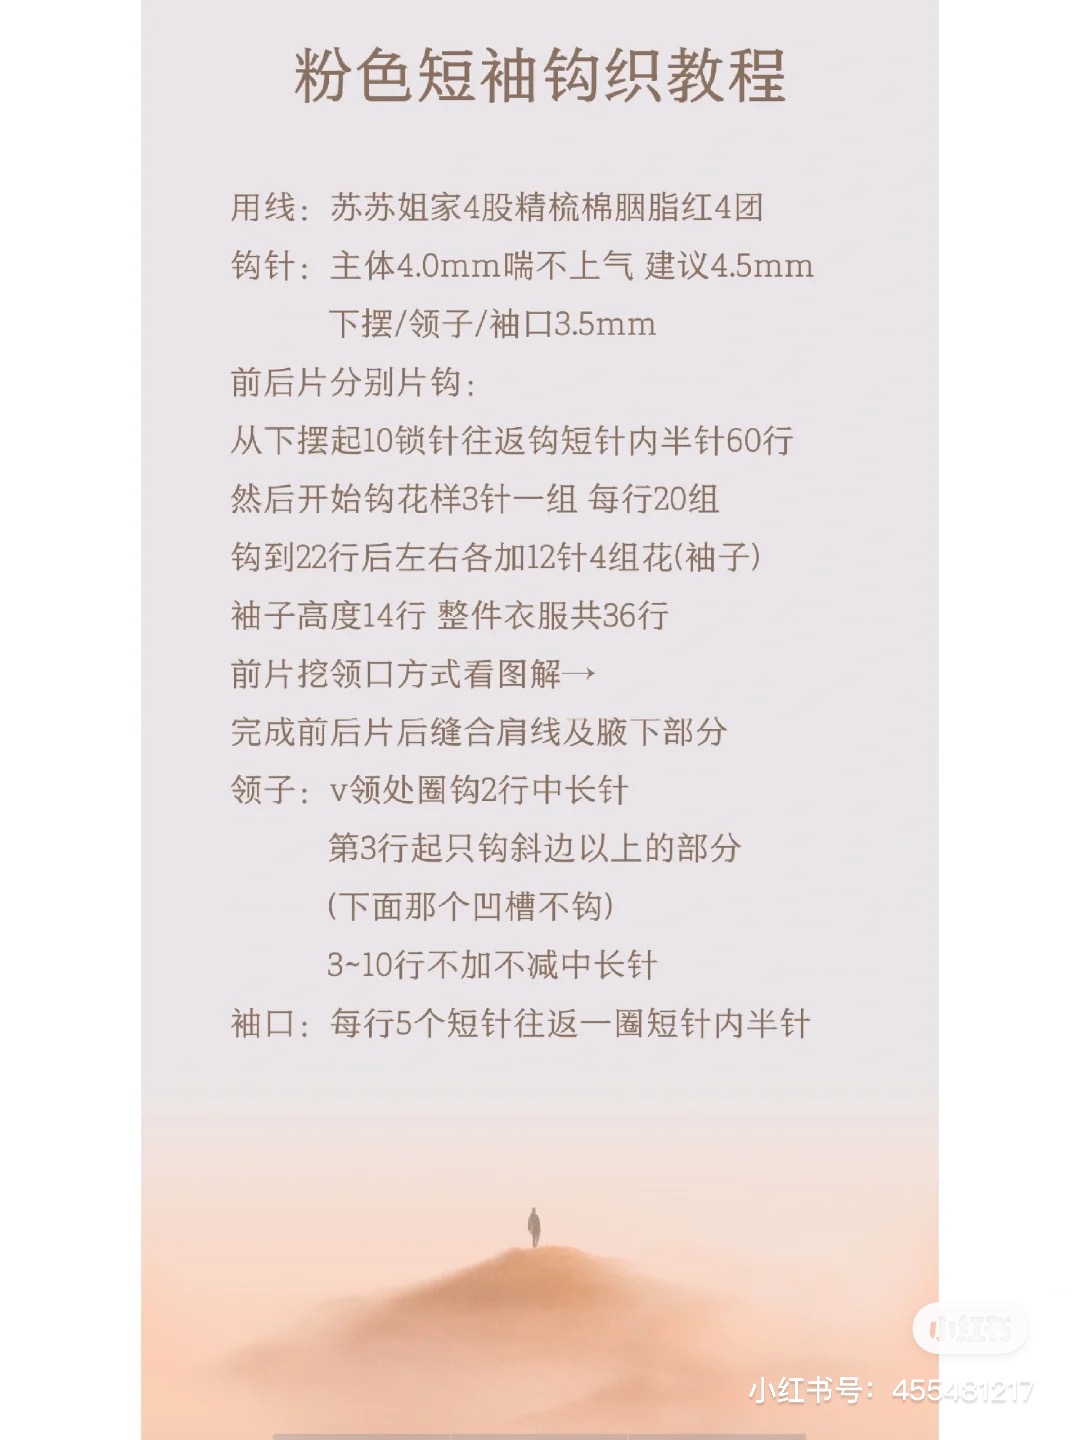 粉色短袖钩织教程
用线：苏苏姐家4股精梳棉胭脂红4团
钩针：主体4.0mm喘不上气 建议4.5mm
下摆/领子/袖口3.5mm
前后片分别片钩：
从下摆起10锁针往返钩短针内半针60行
然后开始钩花样3针一组 每行20组
钩到22行后左右各加12针4组花(袖子)
袖子高度14行 整件衣服共36行
前片挖领口方式看图解→
完成前后片后缝合肩线及腋下部分
领子：v领处圈钩2行中长针
第3行起只钩斜边以上的部分
(下面那个凹槽不钩)
3~10行不加不减中长针
袖口：每行5个短针往返一圈短针内半针
小红书
小红书号：455481217